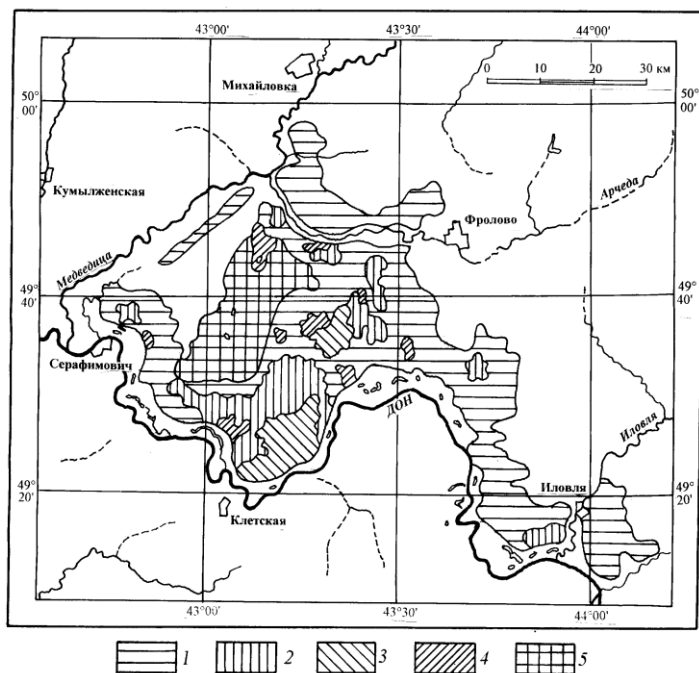 43°00' 43°30' 44°00'
Михайловка
0 10 20 30 км
50°
00'
50°
00'
Кумылженская
Арчеда
Фролово
Медведица
49°
40'
49°
40'
Серафимович
ДОН
Иловля
49°
20'
Иловля
49°
20'
Клетская
43°00' 43°30' 44°00'
1 2 3 4 5